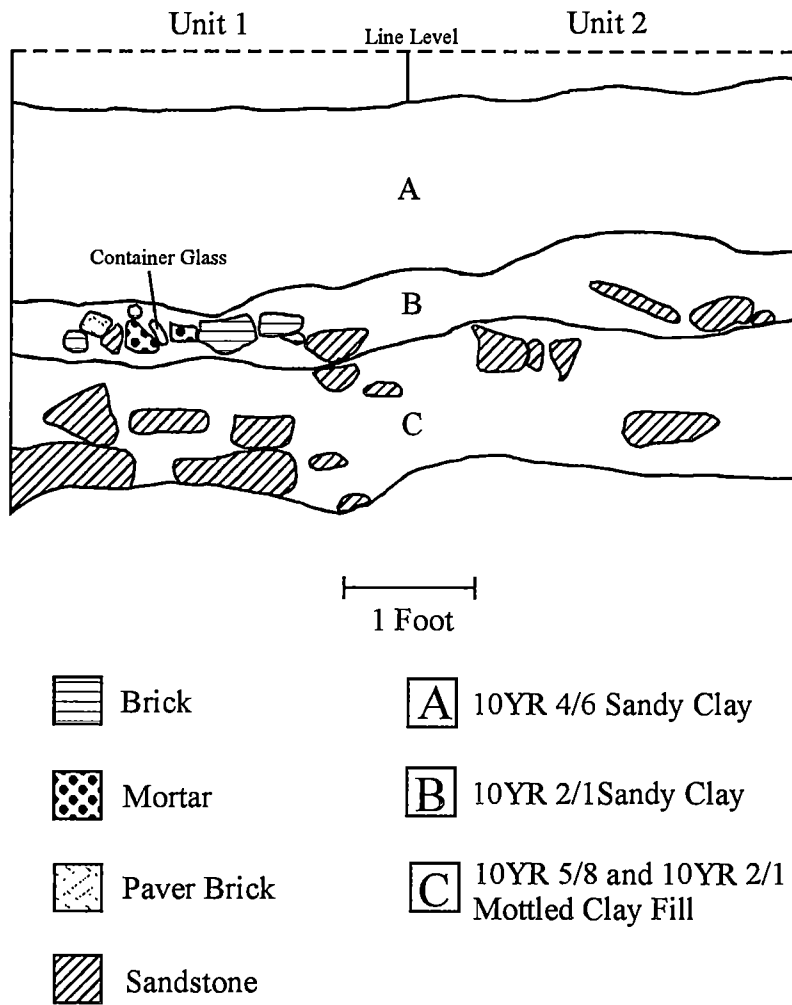 Unit 1
Unit 2
Line Level
A
Container Glass
B
C
1 Foot
Brick
Mortar
Paver Brick
Sandstone
A 10YR 4/6 Sandy Clay
B 10YR 2/1Sandy Clay
C 10YR 5/8 and 10YR 2/1
Mottled Clay Fill